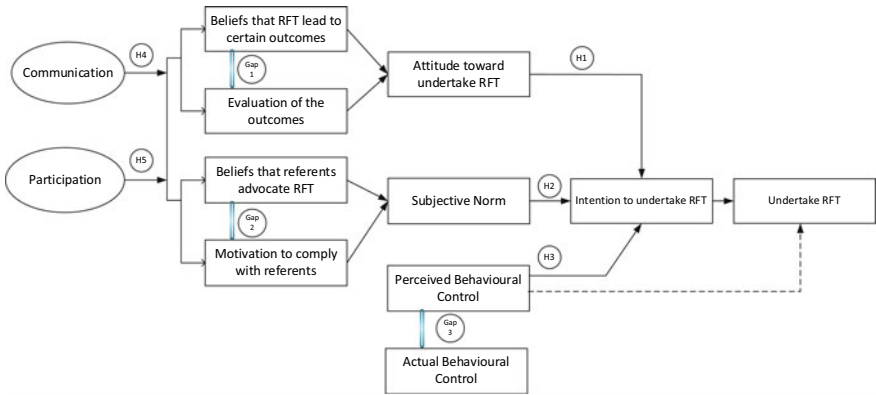 Communication
H4
Beliefs that RFT lead to
certain outcomes
Gap
1
Evaluation of the
outcomes
Attitude toward
undertake RFT
H1
Participation
H5
Beliefs that referents
advocate RFT
Gap
2
Motivation to comply
with referents
Subjective Norm
H2
Intention to undertake RFT
Undertake RFT
H3
Perceived Behavioural
Control
Gap
3
Actual Behavioural
Control